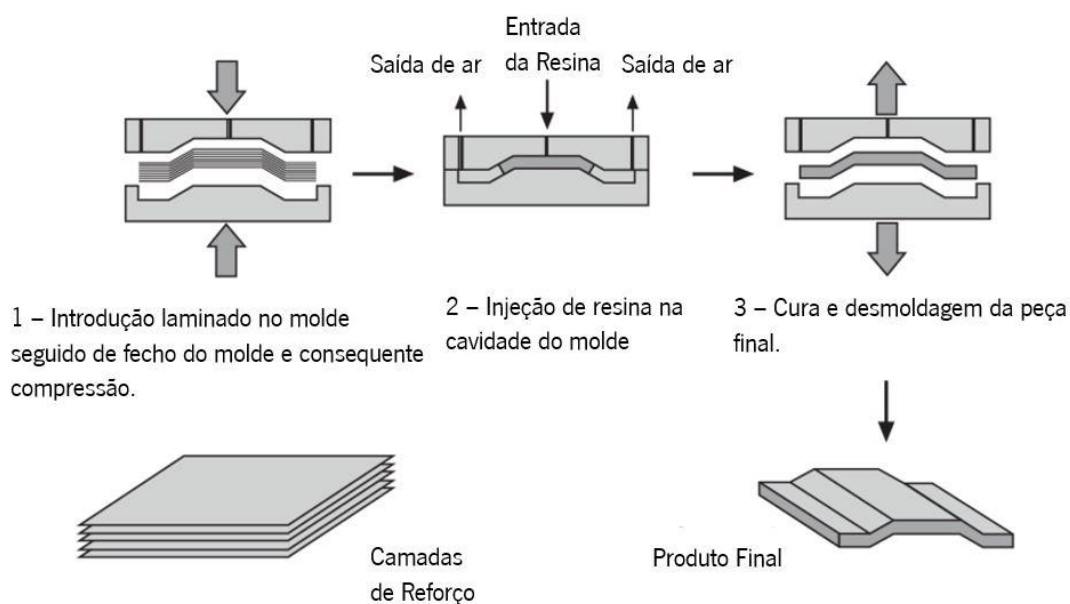 Entrada
da Resina
Saída de ar
Saída de ar
1 – Introdução laminado no molde
seguido de fecho do molde e consequente
compressão.
2 – Injeção de resina na
cavidade do molde
3 – Cura e desmoldagem da peça
final.
Camadas
de Reforço
Produto Final